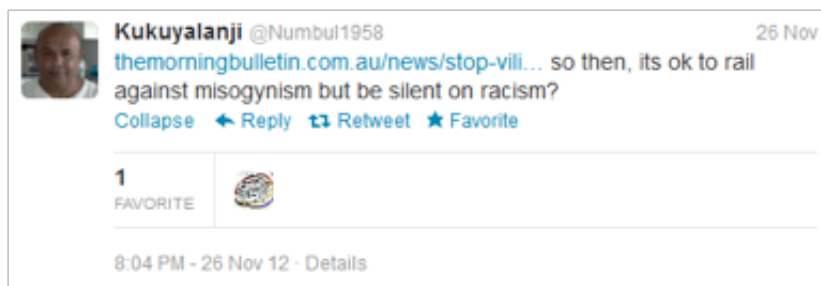 Kukuyalanji @Numbul1958 26 Nov
themorningbulletin.com.au/news/stop-vili... so then, its ok to rail
against misogynism but be silent on racism?
Collapse Reply Retweet Favorite
1
FAVORITE
8:04 PM - 26 Nov 12 · Details